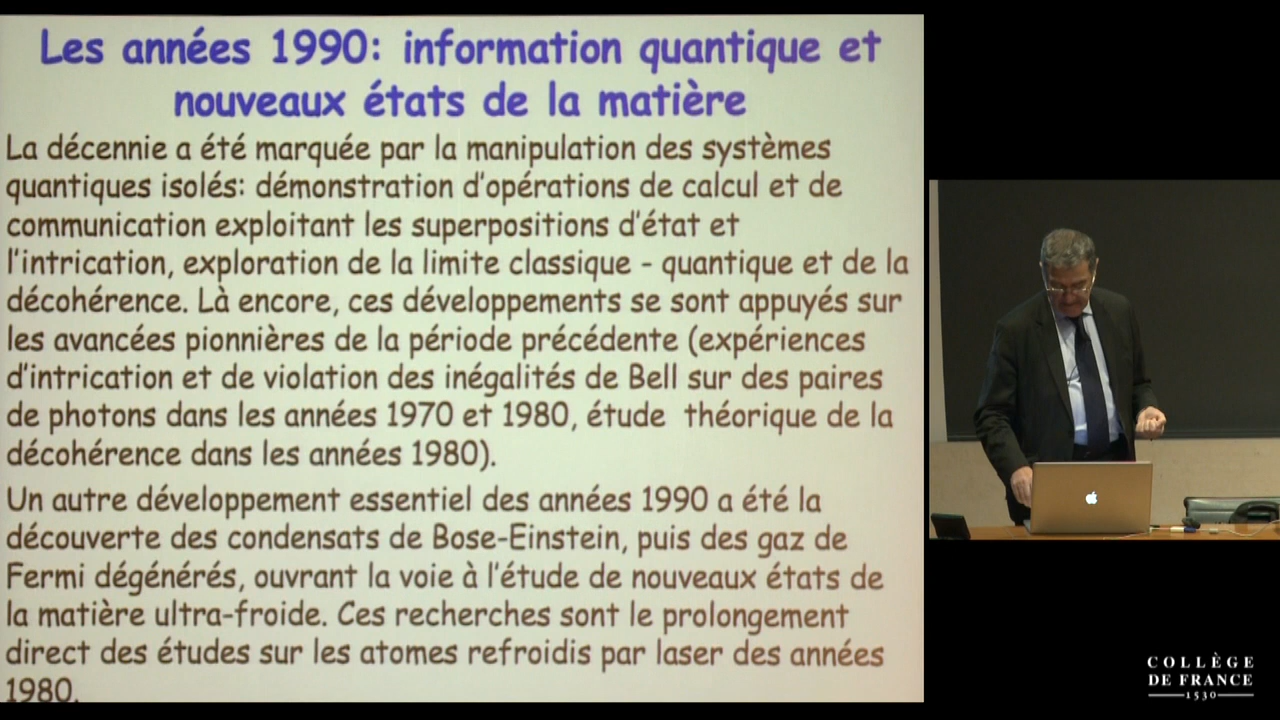 Les années 1990: information quantique et
nouveaux états de la matière
La décennie a été marquée par la manipulation des systèmes
quantiques isolés: démonstration d'opérations de calcul et de
communication exploitant les superpositions d'état et
l'intrication, exploration de la limite classique - quantique et de la
décohérence. Là encore, ces développements se sont appuyés sur
les avancées pionnières de la période précédente (expériences
d'intrication et de violation des inégalités de Bell sur des paires
de photons dans les années 1970 et 1980, étude théorique de la
décohérence dans les années 1980).
Un autre développement essentiel des années 1990 a été la
découverte des condensats de Bose-Einstein, puis des gaz de
Fermi dégénérés, ouvrant la voie à l'étude de nouveaux états de
la matière ultra-froide. Ces recherches sont le prolongement
direct des études sur les atomes refroidis par laser des années
1980.
COLLÈGE
DE FRANCE
1530